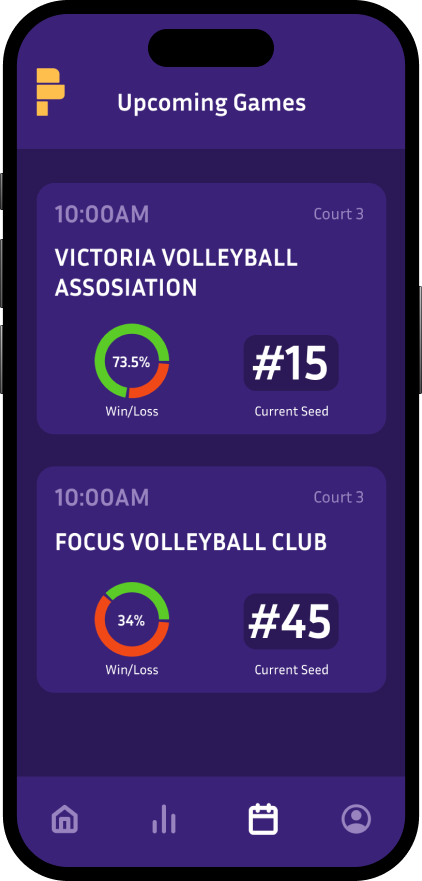 Upcoming Games
10:00AM
Court 3
VICTORIA VOLLEYBALL
ASSOSIATION
73.5%
#15
Win/Loss
Current Seed
10:00AM
Court 3
FOCUS VOLLEYBALL CLUB
34%
#45
Win/Loss
Current Seed